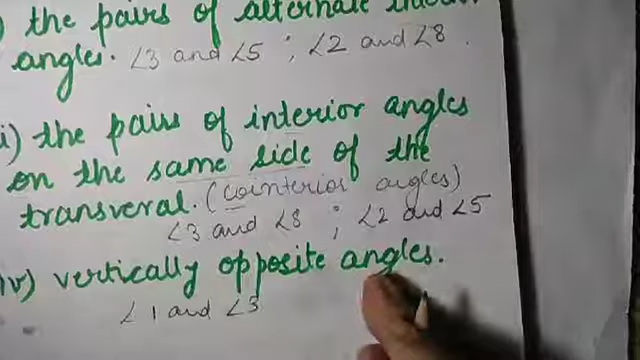 ) the pairs of alternate
angles. ∠3 and ∠5 ; ∠2 and ∠8 .
i) the pairs of interior angles
on the same side of the
transveral. (cointerior angles)
∠3 and ∠8 ; ∠2 and ∠5
iv) vertically opposite angles.
∠1 and ∠3